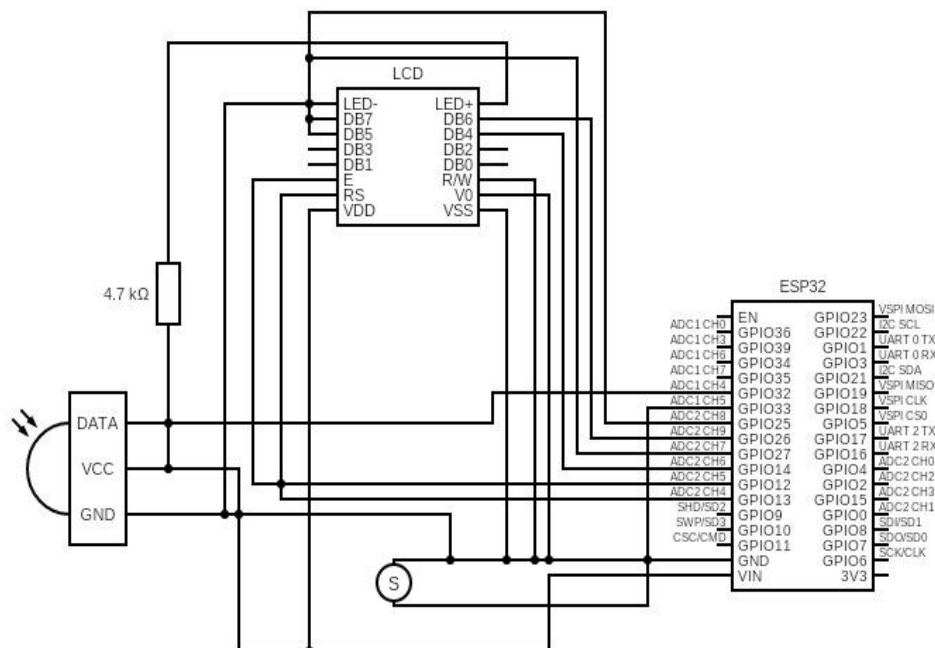 LCD
LED-
DB7
DB5
DB3
DB1
E
RS
VDD
LED+
DB6
DB4
DB2
DB0
R/W
V0
VSS
4.7 kΩ
DATA
VCC
GND
S
ESP32
ADC1 CH0
ADC1 CH3
ADC1 CH6
ADC1 CH7
ADC1 CH4
ADC1 CH5
ADC2 CH8
ADC2 CH9
ADC2 CH7
ADC2 CH6
ADC2 CH5
ADC2 CH4
SHD/SD2
SWP/SD3
CSC/CMD
EN
GPIO36
GPIO39
GPIO34
GPIO35
GPIO32
GPIO33
GPIO25
GPIO26
GPIO27
GPIO14
GPIO12
GPIO13
GPIO9
GPIO10
GPIO11
GND
VIN
GPIO23
GPIO22
GPIO1
GPIO3
GPIO21
GPIO19
GPIO18
GPIO5
GPIO17
GPIO16
GPIO4
GPIO2
GPIO15
GPIO0
GPIO8
GPIO7
GPIO6
3V3
VSPI MOSI
I2C SCL
UART 0 TX
UART 0 RX
I2C SDA
VSPI MISO
VSPI CLK
VSPI CS0
UART 2 TX
UART 2 RX
ADC2 CH0
ADC2 CH2
ADC2 CH3
ADC2 CH1
SDI/SD1
SDO/SD0
SCK/CLK